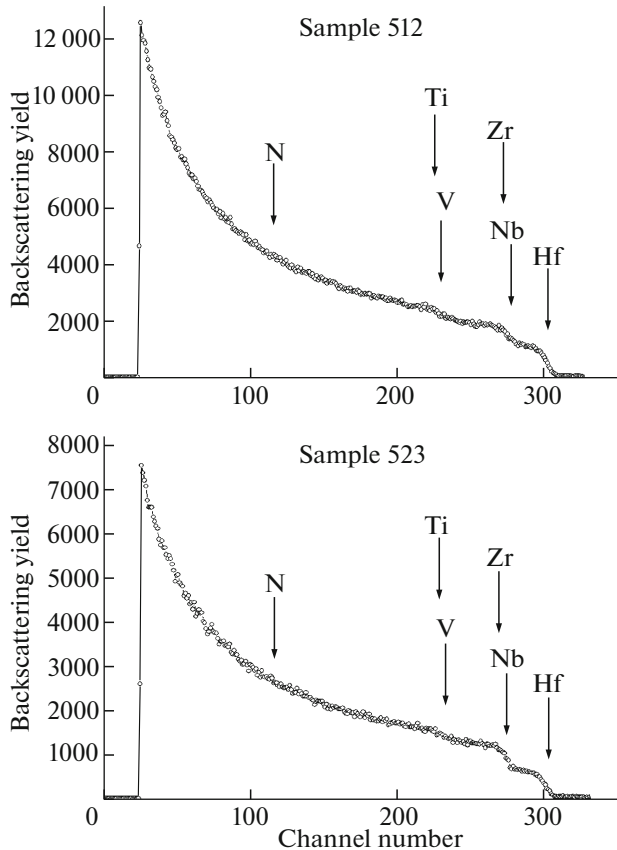 Sample 512
Backscattering yield
12 000
10 000
8000
6000
4000
2000
N
Ti
V
Zr
Nb
Hf
0 100 200 300
Sample 523
Backscattering yield
8000
7000
6000
5000
4000
3000
2000
1000
N
Ti
V
Zr
Nb
Hf
0 100 200 300
Channel number